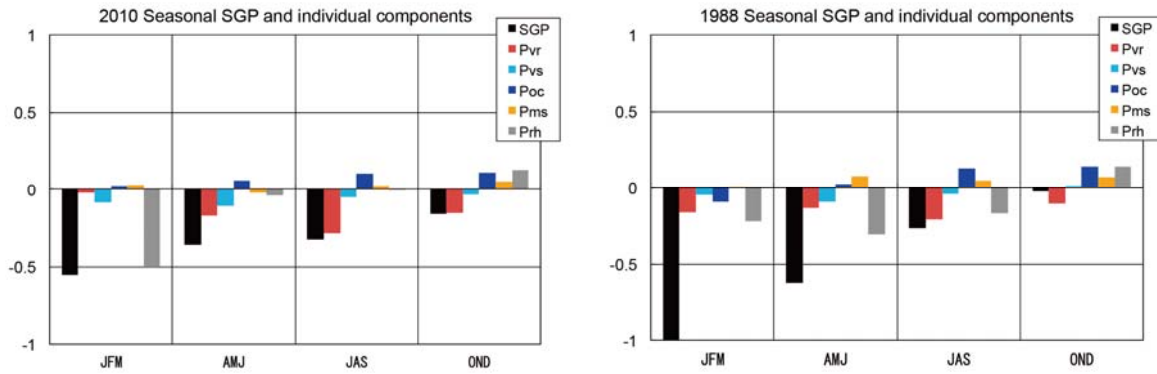 2010 Seasonal SGP and individual components
1
0.5
0
-0.5
-1
SGP
Pvr
Pvs
Poc
Pms
Prh
JFM
AMJ
JAS
OND
1988 Seasonal SGP and individual components
1
0.5
0
-0.5
-1
SGP
Pvr
Pvs
Poc
Pms
Prh
JFM
AMJ
JAS
OND